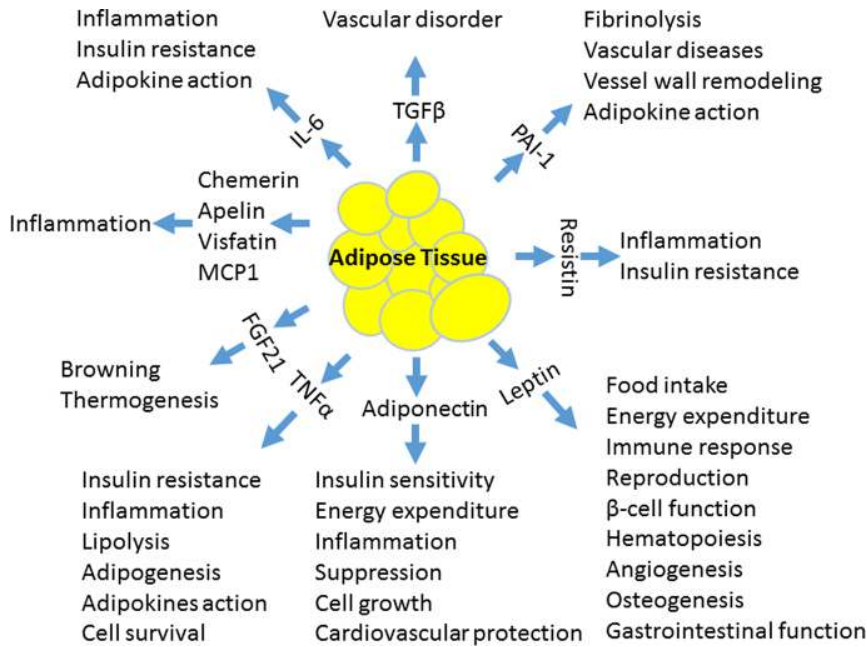 Inflammation
Insulin resistance
Adipokine action
IL-6
Vascular disorder
TGFβ
Fibrinolysis
Vascular diseases
Vessel wall remodeling
Adipokine action
PAI-1
Inflammation
Chemerin
Apelin
Visfatin
MCP1
Adipose Tissue
Resistin
Inflammation
Insulin resistance
FGF21
Browning
Thermogenesis
TNFα
Insulin resistance
Inflammation
Lipolysis
Adipogenesis
Adipokines action
Cell survival
Adiponectin
Insulin sensitivity
Energy expenditure
Inflammation
Suppression
Cell growth
Cardiovascular protection
Leptin
Food intake
Energy expenditure
Immune response
Reproduction
β-cell function
Hematopoiesis
Angiogenesis
Osteogenesis
Gastrointestinal function